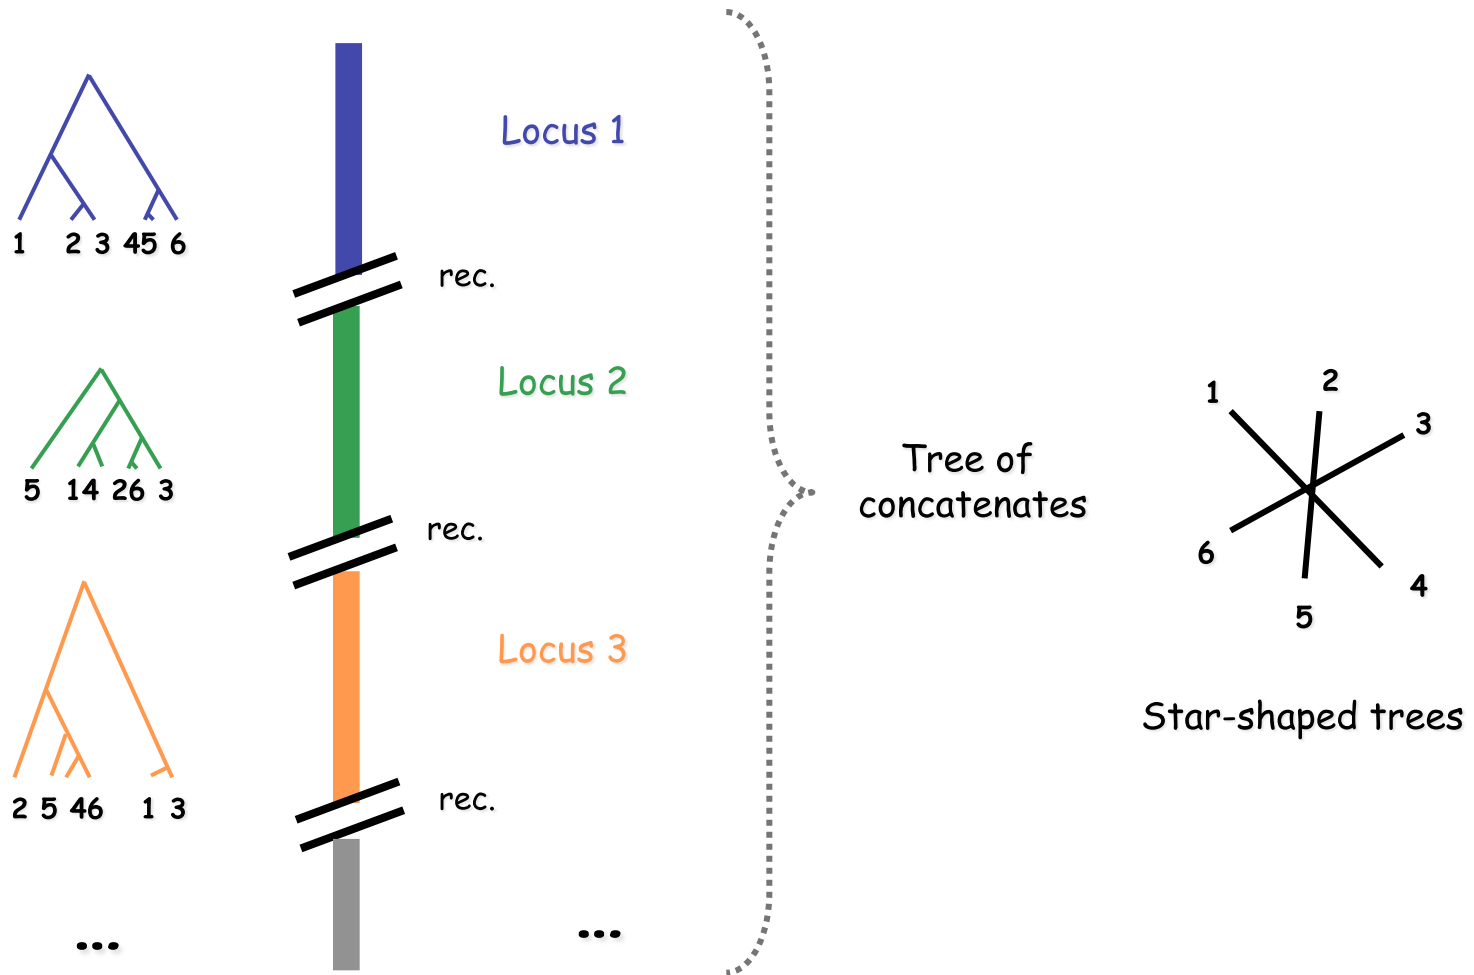 Locus 1
1 2 3 45 6
rec.
Locus 2
5 14 26 3
rec.
Locus 3
2 5 46 1 3
rec.
...
...
Tree of
concatenates
1
2
3
6
5
4
Star-shaped trees